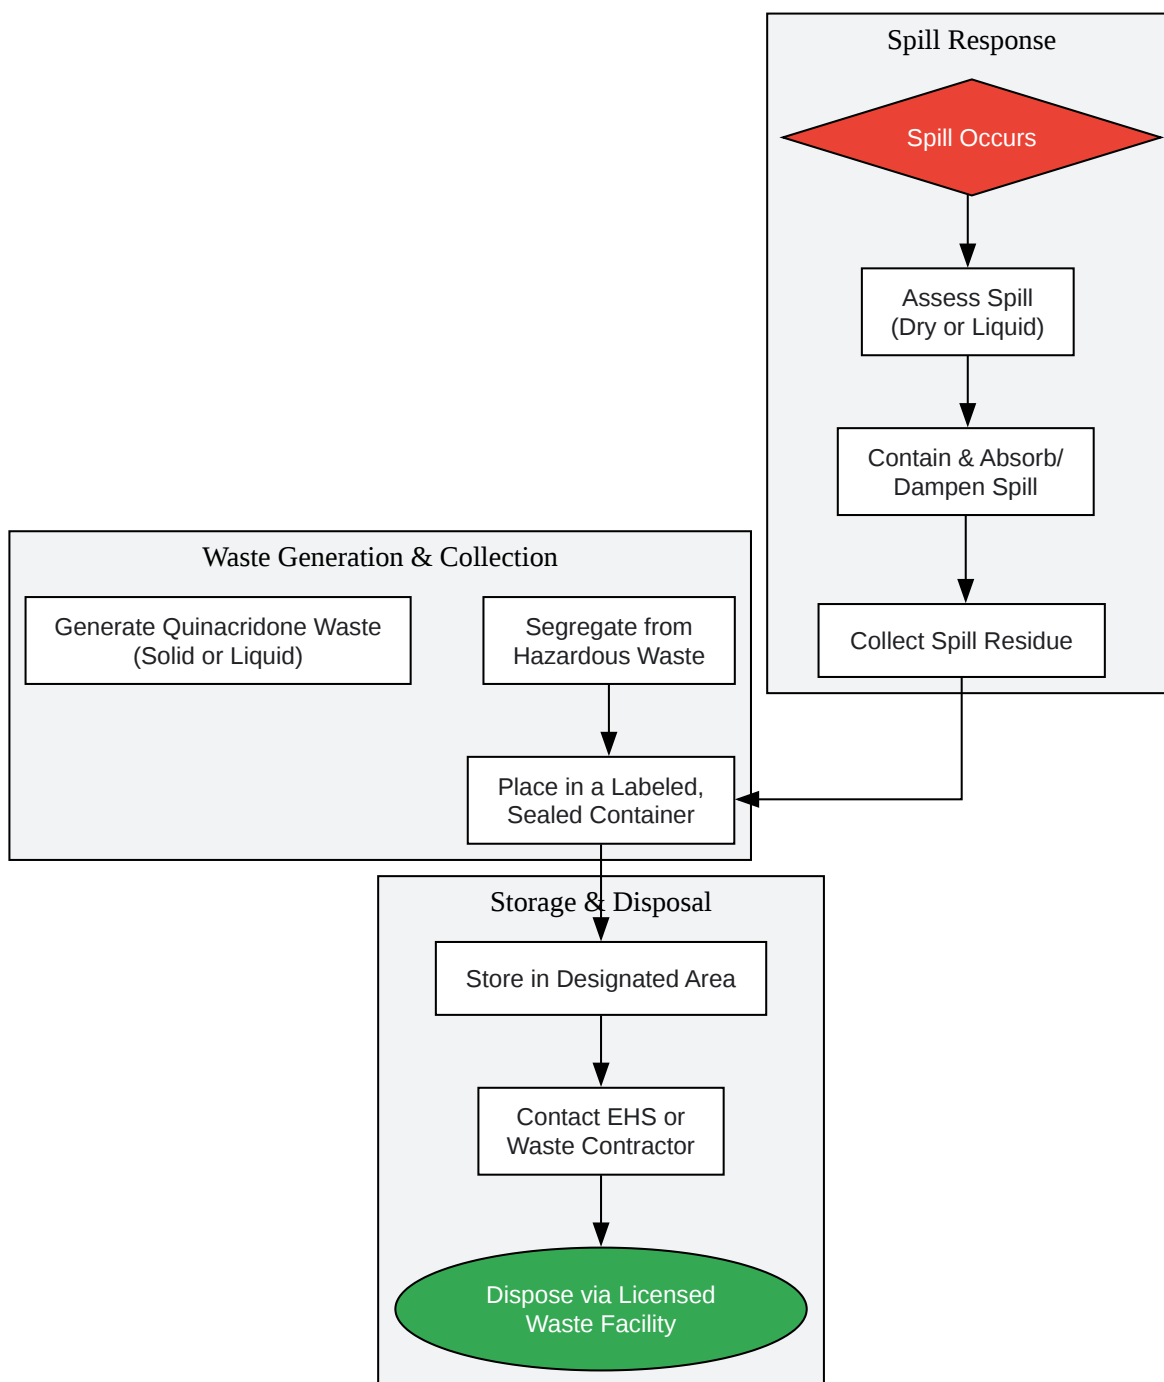 Spill Response
Spill Occurs
Assess Spill
(Dry or Liquid)
Contain & Absorb/
Dampen Spill
Collect Spill Residue
Waste Generation & Collection
Generate Quinacridone Waste
(Solid or Liquid)
Segregate from
Hazardous Waste
Place in a Labeled,
Sealed Container
Storage & Disposal
Store in Designated Area
Contact EHS or
Waste Contractor
Dispose via Licensed
Waste Facility